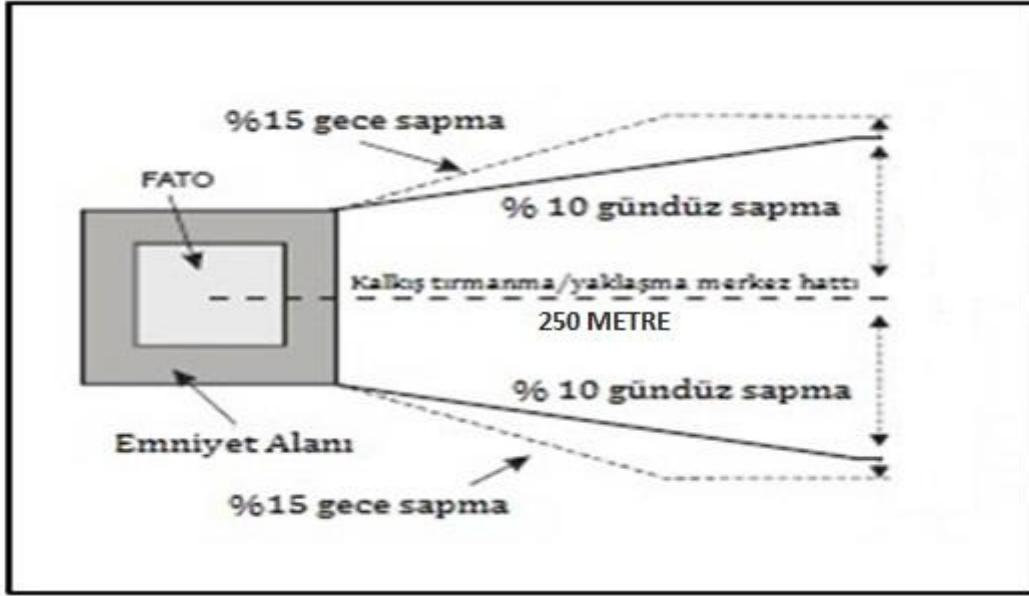 %15 gece sapma
FATO
% 10 gündüz sapma
Kalkış tırmanma/yaklaşma merkez hattı
250 METRE
% 10 gündüz sapma
Emniyet Alanı
%15 gece sapma